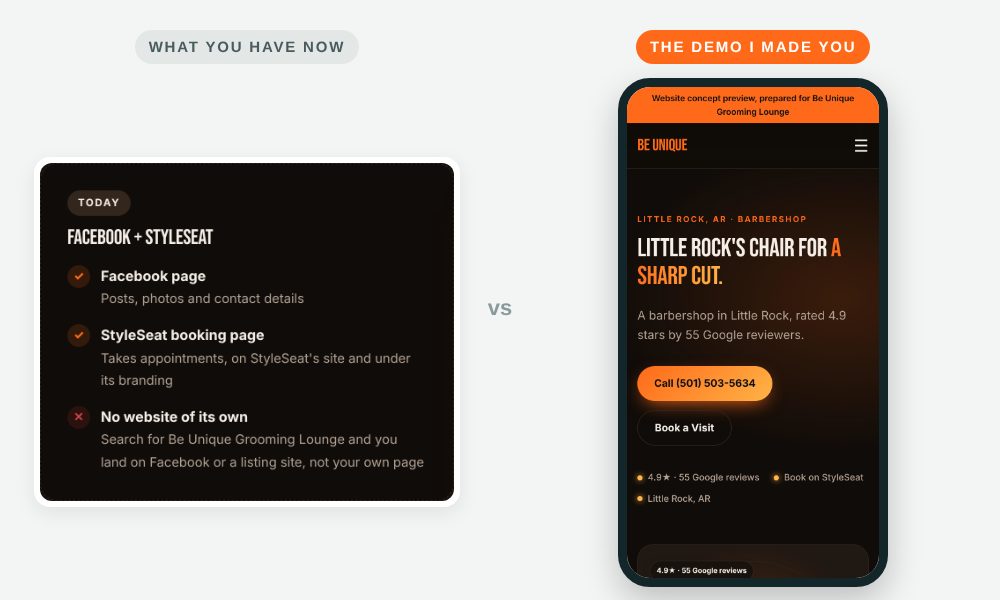 WHAT YOU HAVE NOW
TODAY
FACEBOOK + STYLESEAT
Facebook page
Posts, photos and contact details
StyleSeat booking page
Takes appointments, on StyleSeat's site and under
its branding
No website of its own
Search for Be Unique Grooming Lounge and you
land on Facebook or a listing site, not your own page
vs
THE DEMO I MADE YOU
Website concept preview, prepared for Be Unique
Grooming Lounge
BE UNIQUE
LITTLE ROCK, AR · BARBERSHOP
LITTLE ROCK'S CHAIR FOR A
SHARP CUT.
A barbershop in Little Rock, rated 4.9
stars by 55 Google reviewers.
Call (501) 503-5634
Book a Visit
4.9★ · 55 Google reviews
Book on StyleSeat
Little Rock, AR
4.9★ · 55 Google reviews